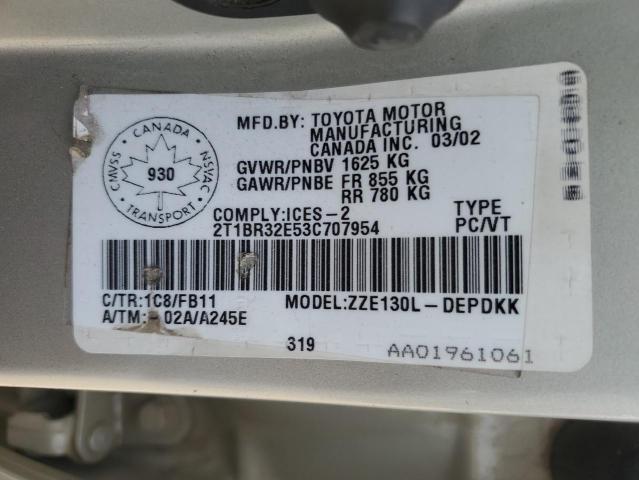 CANADA
CMVSS
NSVAC
930
TRANSPORT
MFD.BY: TOYOTA MOTOR
MANUFACTURING
CANADA INC. 03/02
GVWR/PNBV 1625 KG
GAWR/PNBE FR 855 KG
RR 780 KG
COMPLY:ICES-2
TYPE
2T1BR32E53C707954
PC/VT
C/TR:1C8/FB11
MODEL:ZZE130L-DEPDKK
A/TM:-02A/A245E
319
AA01961061